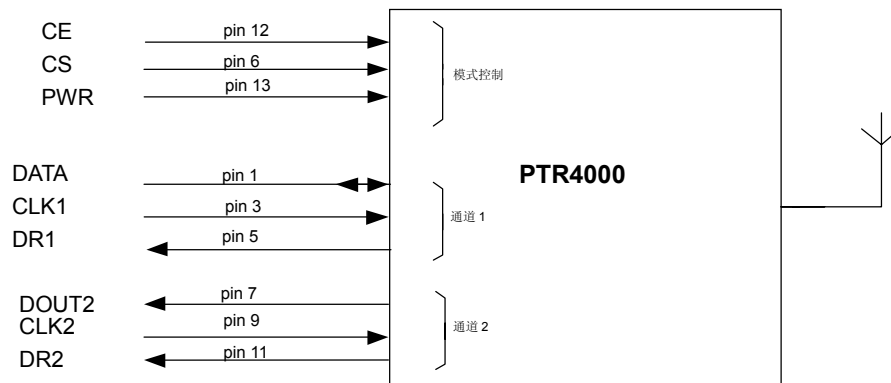 CE pin 12
CS pin 6
PWR pin 13
模式控制
DATA pin 1
CLK1 pin 3
DR1 pin 5
通道 1
PTR4000
DOUT2 pin 7
CLK2 pin 9
DR2 pin 11
通道 2